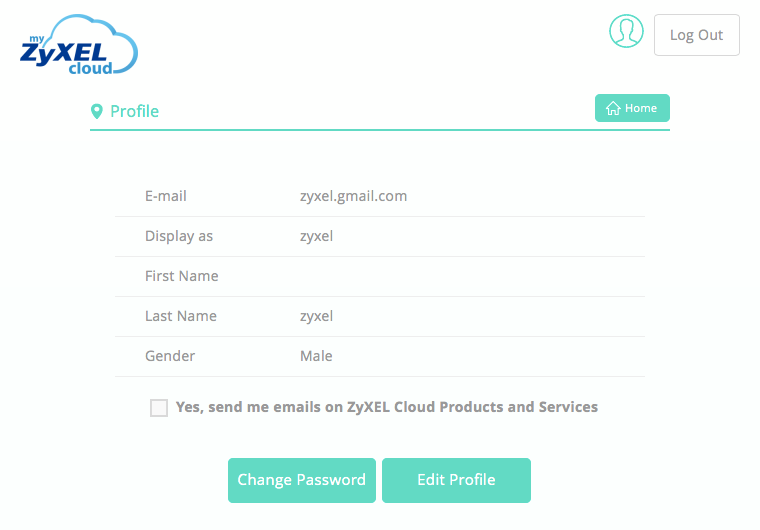 my
ZyXEL
cloud
Log Out
Profile
Home
E-mail zyxel.gmail.com
Display as zyxel
First Name
Last Name zyxel
Gender Male
Yes, send me emails on ZyXEL Cloud Products and Services
Change Password Edit Profile